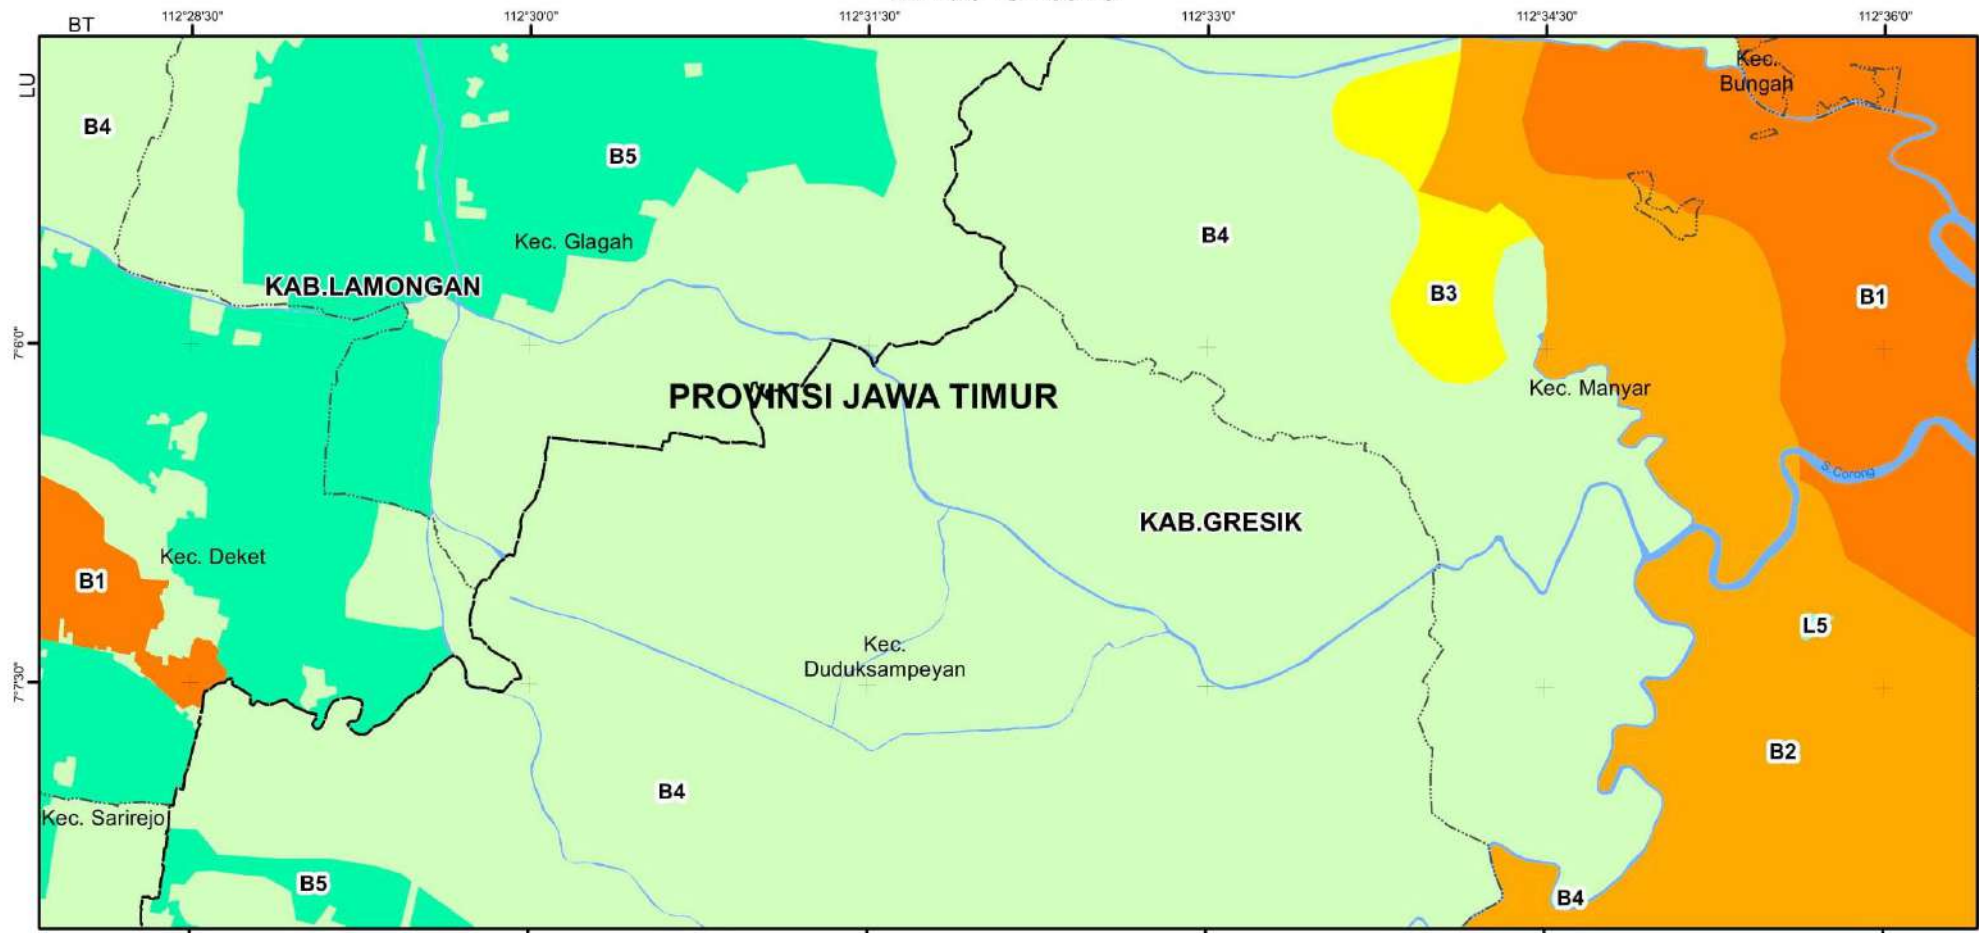 112°28'30"
112°30'0"
112°31'30"
112°33'0"
112°34'30"
112°36'0"
BT
LU
Kec.
Bungah
B4
B5
Kec. Glagah
B4
KAB.LAMONGAN
B3
B1
7°6'0"
PROVINSI JAWA TIMUR
Kec. Manyar
S. Corong
KAB.GRESIK
Kec. Deket
B1
L5
Kec.
Duduksampeyan
7°7'30"
B2
B4
Kec. Sarirejo
B5
B4